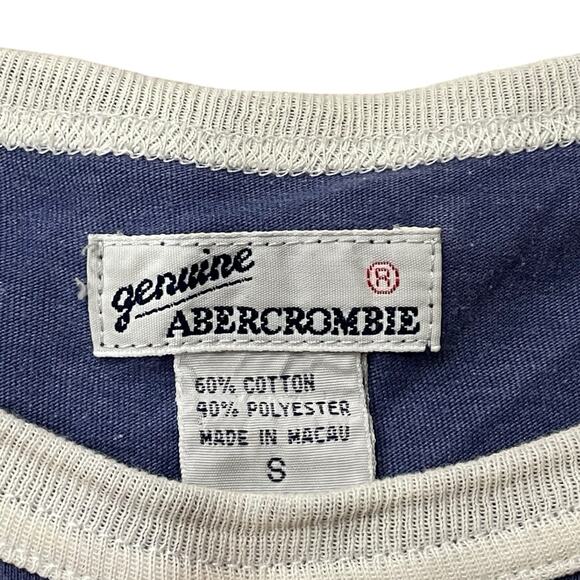 genuine ®
ABERCROMBIE
60% COTTON
40% POLYESTER
MADE IN MACAU
S